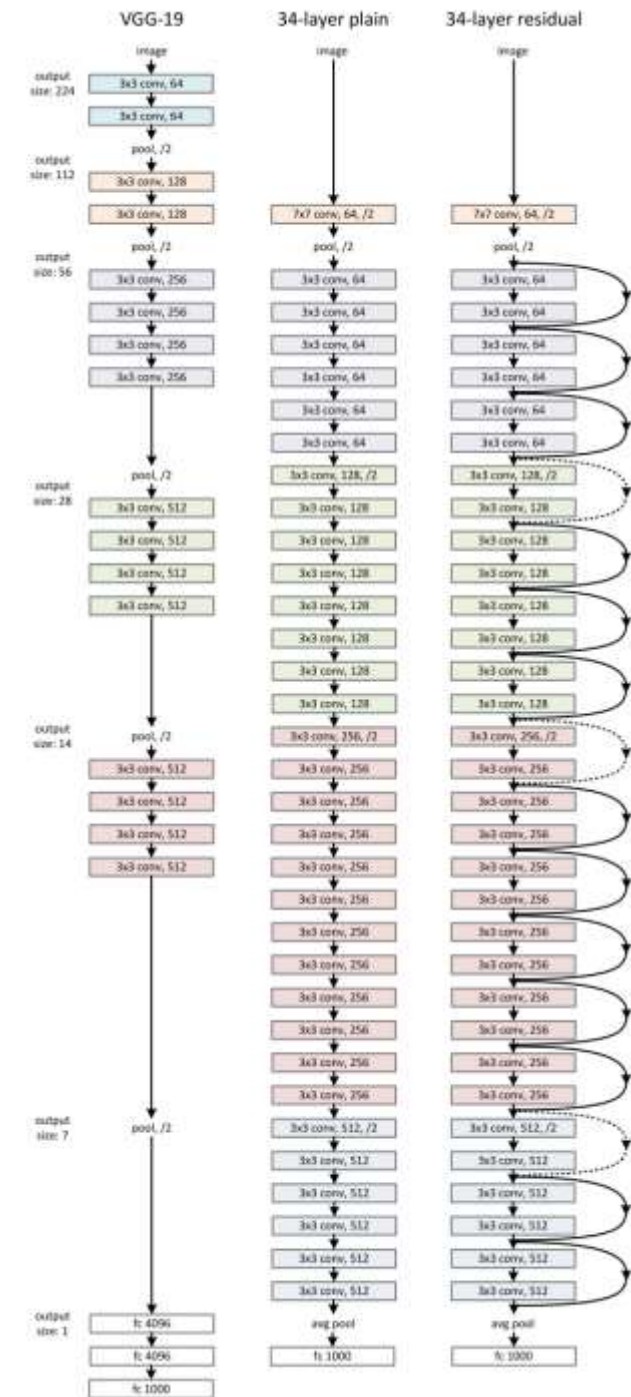 output
size: 224
output
size: 112
output
size: 56
output
size: 28
output
size: 14
output
size: 7
output
size: 1
VGG-19
image
3x3 conv, 64
3x3 conv, 64
pool, /2
3x3 conv, 128
3x3 conv, 128
pool, /2
3x3 conv, 256
3x3 conv, 256
3x3 conv, 256
3x3 conv, 256
pool, /2
3x3 conv, 512
3x3 conv, 512
3x3 conv, 512
3x3 conv, 512
pool, /2
3x3 conv, 512
3x3 conv, 512
3x3 conv, 512
3x3 conv, 512
pool, /2
fc 4096
fc 4096
fc 1000
34-layer plain
image
7x7 conv, 64, /2
pool, /2
3x3 conv, 64
3x3 conv, 64
3x3 conv, 64
3x3 conv, 64
3x3 conv, 64
3x3 conv, 64
3x3 conv, 128, /2
3x3 conv, 128
3x3 conv, 128
3x3 conv, 128
3x3 conv, 128
3x3 conv, 128
3x3 conv, 128
3x3 conv, 128
3x3 conv, 256, /2
3x3 conv, 256
3x3 conv, 256
3x3 conv, 256
3x3 conv, 256
3x3 conv, 256
3x3 conv, 256
3x3 conv, 256
3x3 conv, 256
3x3 conv, 256
3x3 conv, 256
3x3 conv, 256
3x3 conv, 512, /2
3x3 conv, 512
3x3 conv, 512
3x3 conv, 512
3x3 conv, 512
3x3 conv, 512
avg pool
fc 1000
34-layer residual
image
7x7 conv, 64, /2
pool, /2
3x3 conv, 64
3x3 conv, 64
3x3 conv, 64
3x3 conv, 64
3x3 conv, 64
3x3 conv, 64
3x3 conv, 128, /2
3x3 conv, 128
3x3 conv, 128
3x3 conv, 128
3x3 conv, 128
3x3 conv, 128
3x3 conv, 128
3x3 conv, 128
3x3 conv, 256, /2
3x3 conv, 256
3x3 conv, 256
3x3 conv, 256
3x3 conv, 256
3x3 conv, 256
3x3 conv, 256
3x3 conv, 256
3x3 conv, 256
3x3 conv, 256
3x3 conv, 256
3x3 conv, 256
3x3 conv, 512, /2
3x3 conv, 512
3x3 conv, 512
3x3 conv, 512
3x3 conv, 512
3x3 conv, 512
avg pool
fc 1000